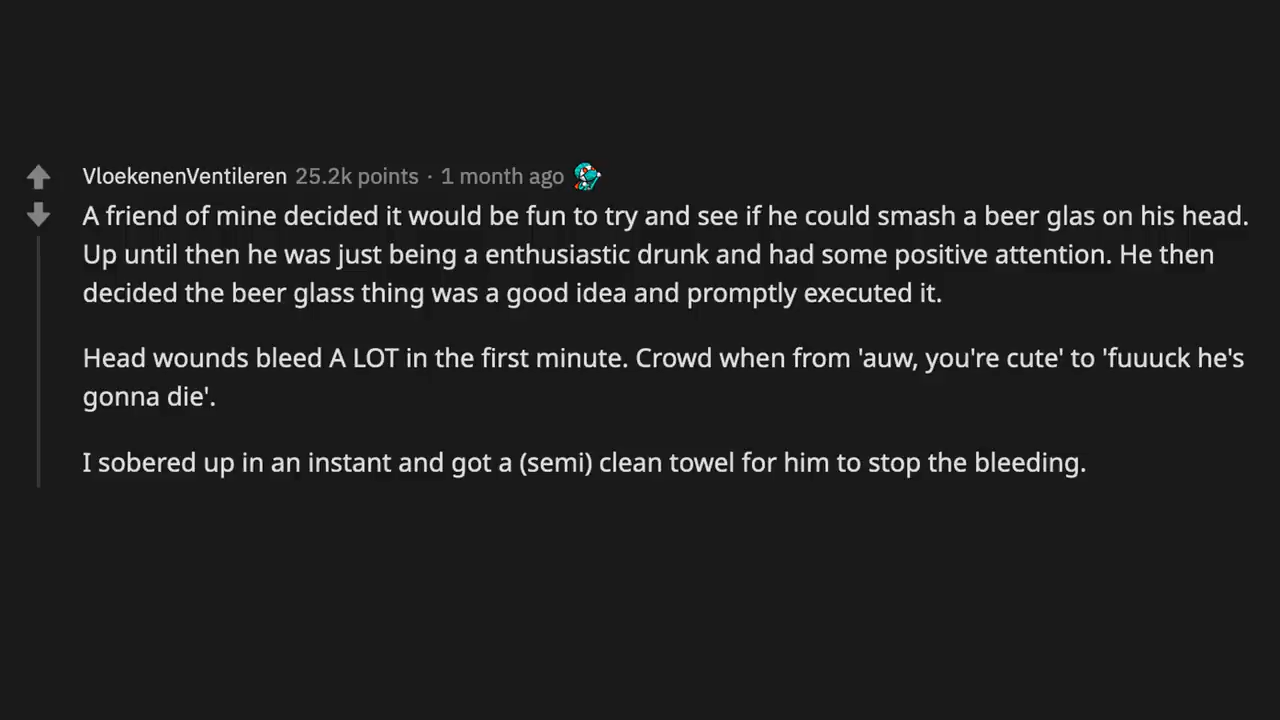 VloekenenVentileren 25.2k points · 1 month ago
A friend of mine decided it would be fun to try and see if he could smash a beer glas on his head.
Up until then he was just being a enthusiastic drunk and had some positive attention. He then
decided the beer glass thing was a good idea and promptly executed it.
Head wounds bleed A LOT in the first minute. Crowd when from 'auw, you're cute' to 'fuuuck he's
gonna die'.
I sobered up in an instant and got a (semi) clean towel for him to stop the bleeding.